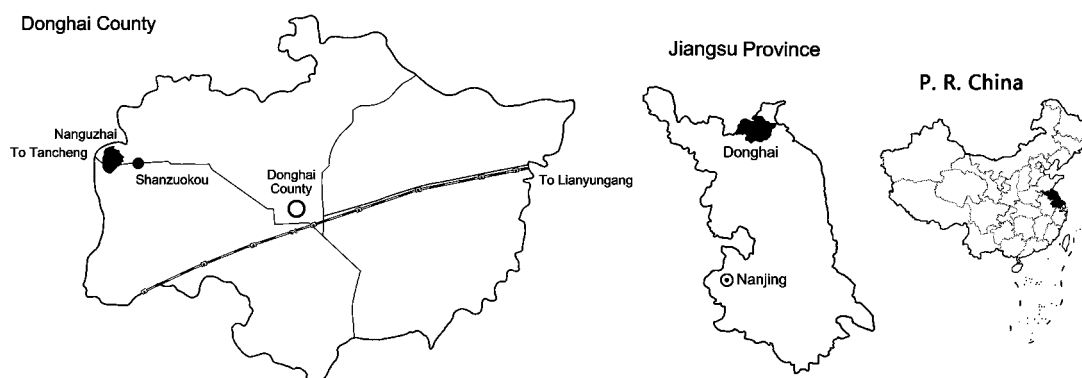 Donghai County
Jiangsu Province
P. R. China
Nanguzhai
To Tancheng
Shanzuokou
Donghai
County
To Lianyungang
Donghai
Nanjing